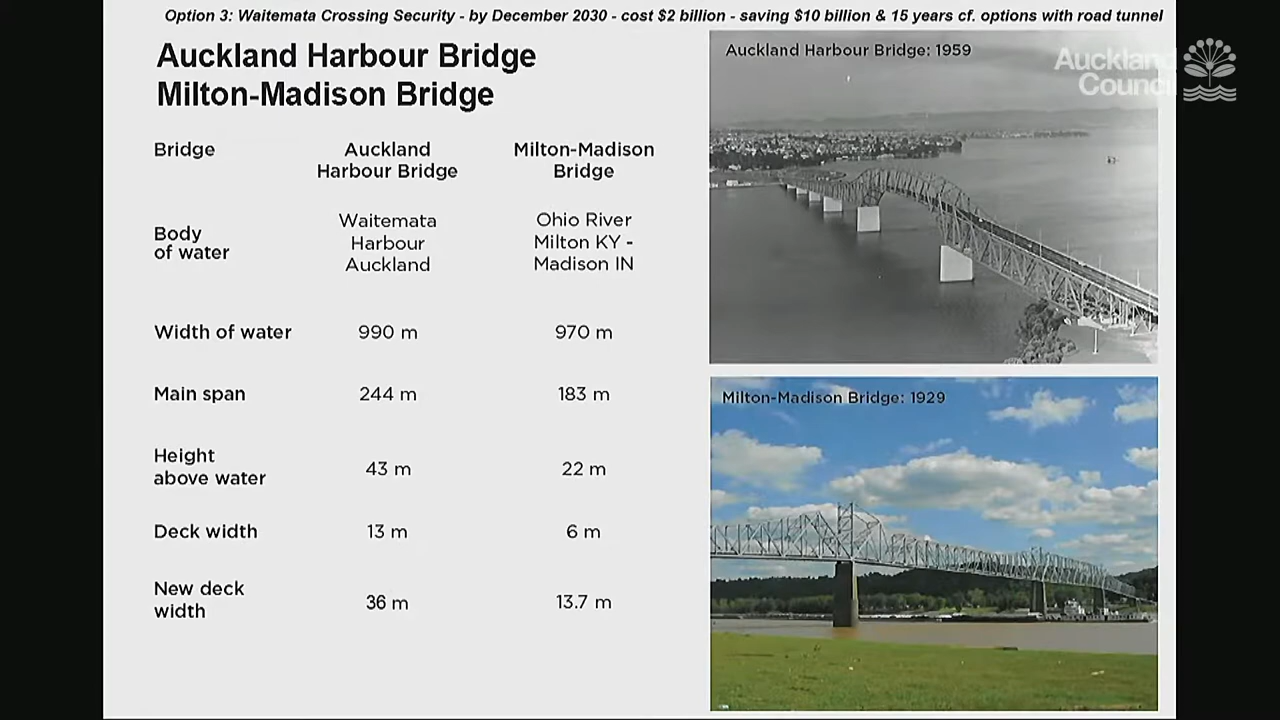 Option 3: Waitemata Crossing Security - by December 2030 - cost $2 billion - saving $10 billion & 15 years cf. options with road tunnel
Auckland Harbour Bridge
Milton-Madison Bridge
Bridge
Auckland
Harbour Bridge
Milton-Madison
Bridge
Body
of water
Waitemata
Harbour
Auckland
Ohio River
Milton KY -
Madison IN
Width of water
990 m
970 m
Main span
244 m
183 m
Height
above water
43 m
22 m
Deck width
13 m
6 m
New deck
width
36 m
13.7 m
Auckland Harbour Bridge: 1959
Auckland
Council
Milton-Madison Bridge: 1929